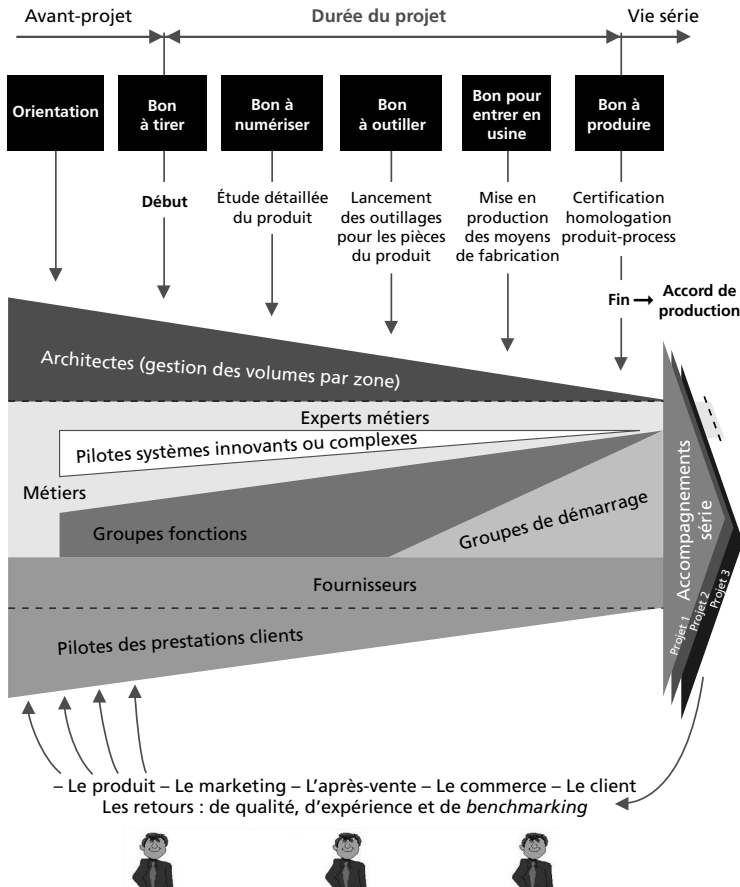 Avant-projet
Durée du projet
Vie série
Orientation
Bon
à tirer
Bon à
numériser
Bon
à outiller
Bon pour
entrer en
usine
Bon à
produire
Début
Étude détaillée
du produit
Lancement
des outillages
pour les pièces
du produit
Mise en
production
des moyens
de fabrication
Certification
homologation
produit-process
Fin
Accord de
production
Architectes (gestion des volumes par zone)
Experts métiers
Pilotes systèmes innovants ou complexes
Métiers
Groupes fonctions
Groupes de démarrage
Fournisseurs
Pilotes des prestations clients
Accompagnements
série
Projet 1
Projet 2
Projet 3
– Le produit – Le marketing – L’après-vente – Le commerce – Le client
Les retours : de qualité, d’expérience et de benchmarking